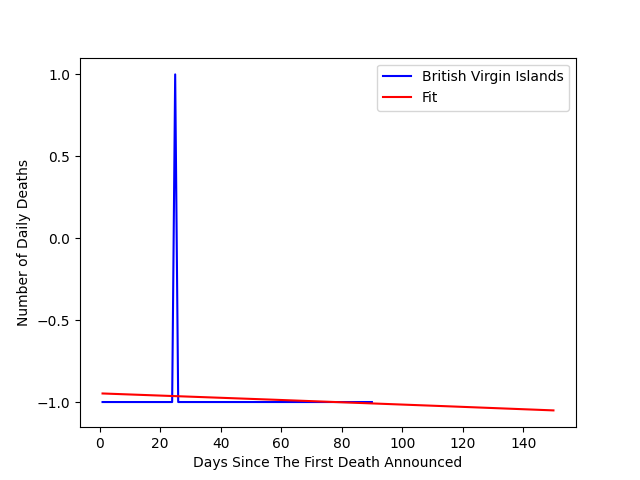 British Virgin Islands
Fit
1.0
0.5
0.0
−0.5
−1.0
Number of Daily Deaths
0 20 40 60 80 100 120 140
Days Since The First Death Announced